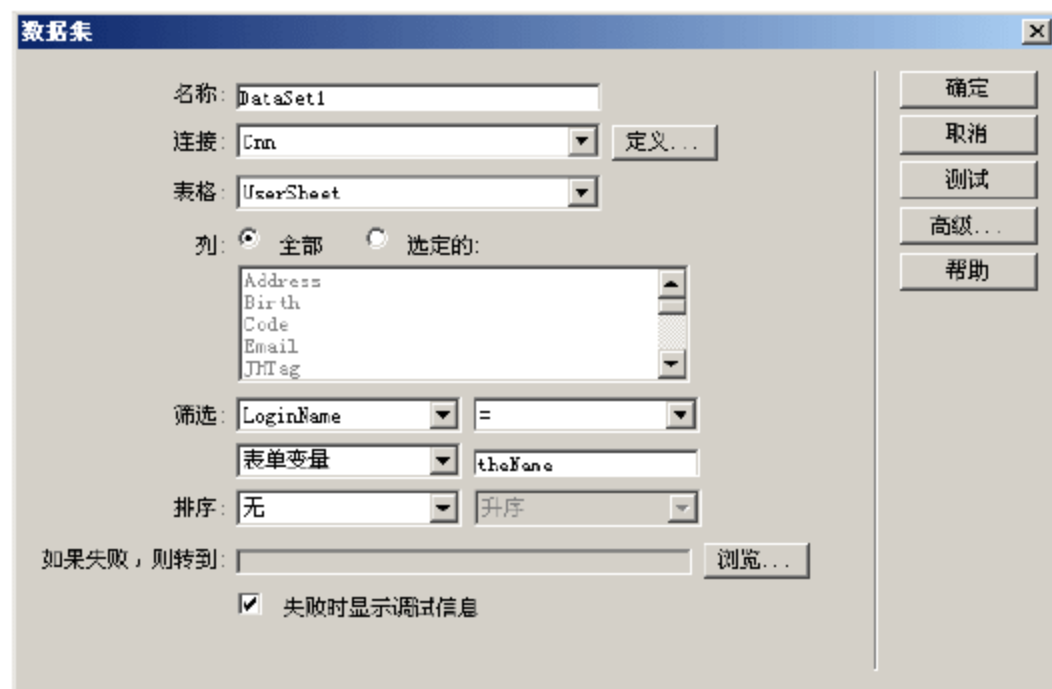 数据集
名称: DataSet1
确定
连接: Cnn 定义...
取消
表格: UserSheet
测试
列: 全部 选定的:
高级...
帮助
Address
Birth
Code
Email
JMTag
筛选: LoginName =
表单变量 theName
排序: 无 升序
如果失败，则转到: 浏览...
失败时显示调试信息